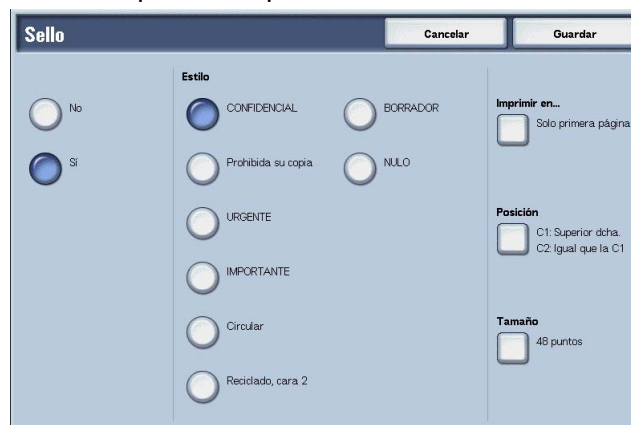 Sello
Cancelar
Guardar
No
Sí
Estilo
CONFIDENCIAL
Prohibida su copia
URGENTE
IMPORTANTE
Circular
Reciclado, cara 2
BORRADOR
NULO
Imprimir en...
Solo primera página
Posición
C1: Superior dcha.
C2: Igual que la C1
Tamaño
48 puntos